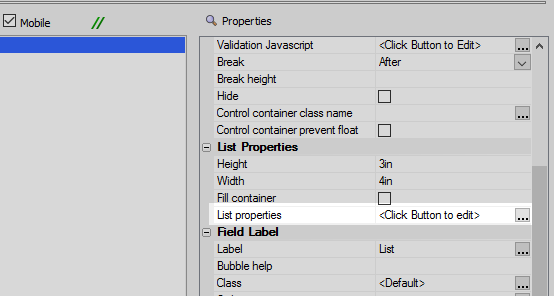 Mobile
Properties
Validation Javascript <Click Button to Edit> ...
Break After
Break height
Hide
Control container class name ...
Control container prevent float
List Properties
Height 3in
Width 4in
Fill container
List properties <Click Button to edit> ...
Field Label
Label List ...
Bubble help
Class <Default> ...